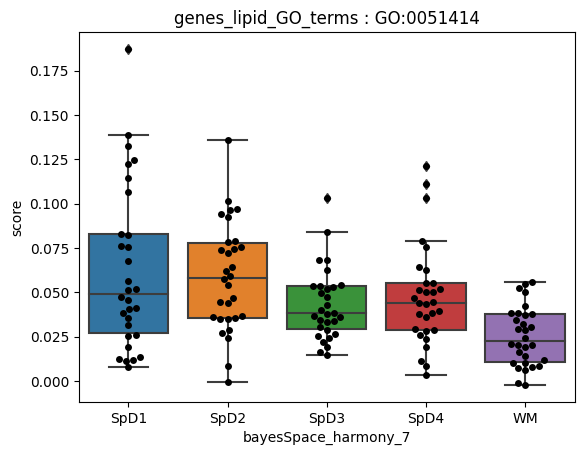 genes_lipid_GO_terms : GO:0051414
0.175
0.150
0.125
0.100
0.075
0.050
0.025
0.000
score
SpD1 SpD2 SpD3 SpD4 WM
bayesSpace_harmony_7